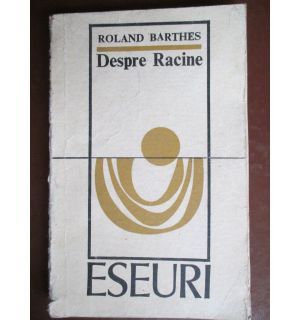 ROLAND BARTHES
Despre Racine
ESEURI